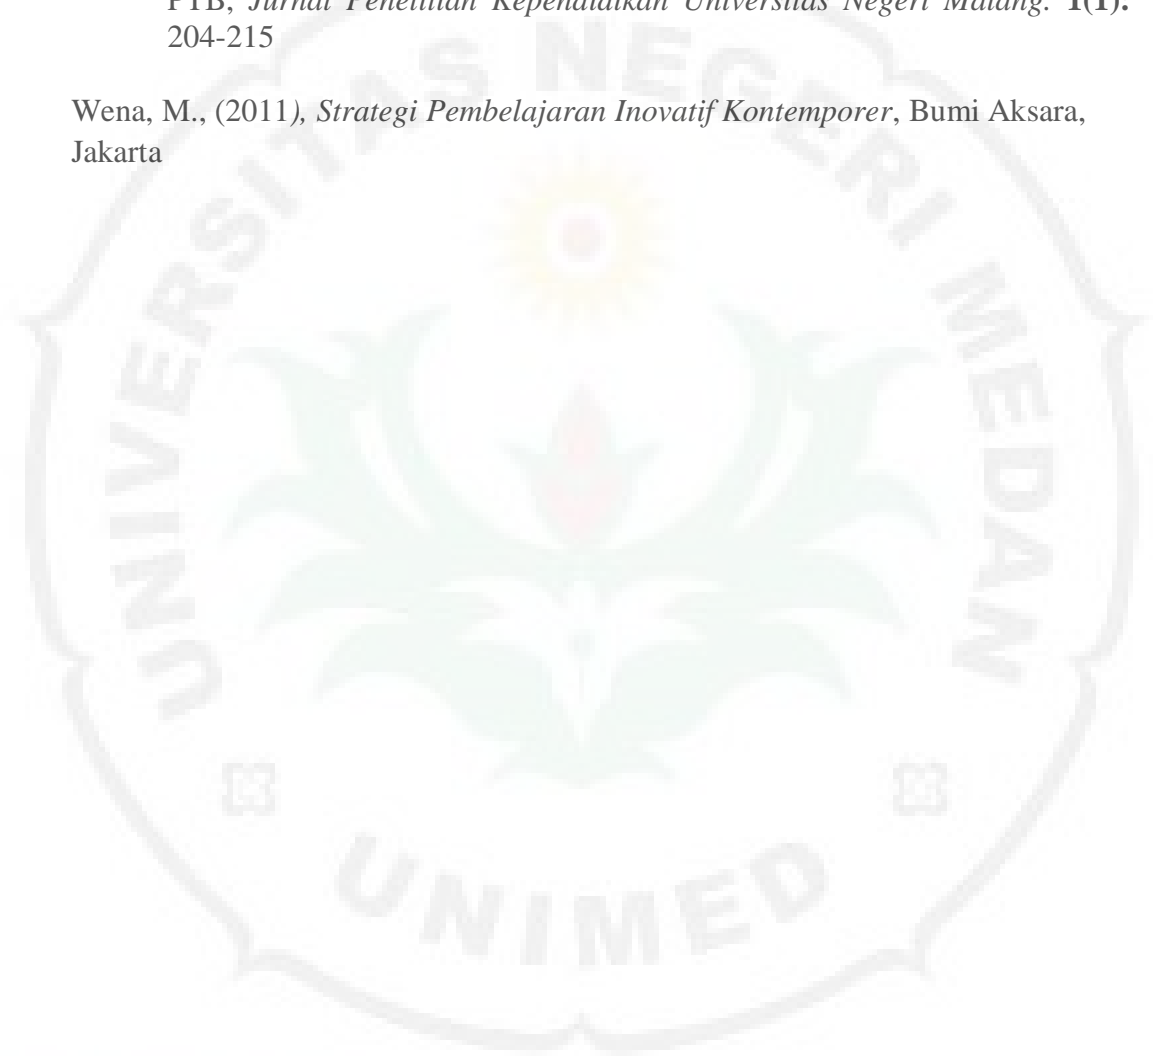 PTB, Jurnal Penelitian Kependidikan Universitas Negeri Malang. 1(1).
204-215
Wena, M., (2011), Strategi Pembelajaran Inovatif Kontemporer, Bumi Aksara,
Jakarta
UNIVERSITAS NEGERI MEDAN
UNIMED